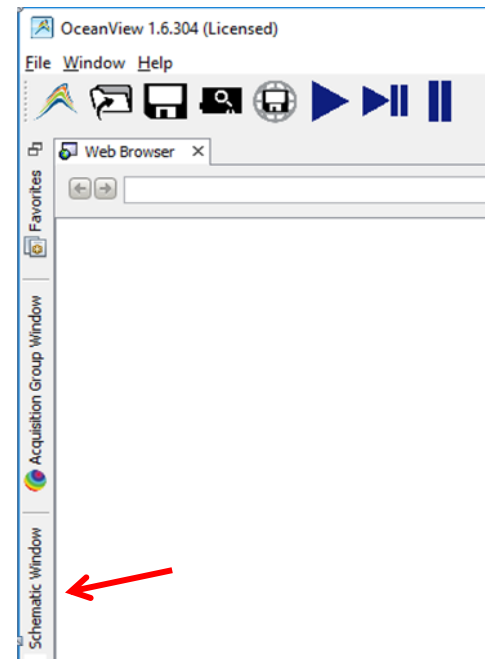 OceanView 1.6.304 (Licensed)
File Window Help
Web Browser
Favorites
Acquisition Group Window
Schematic Window